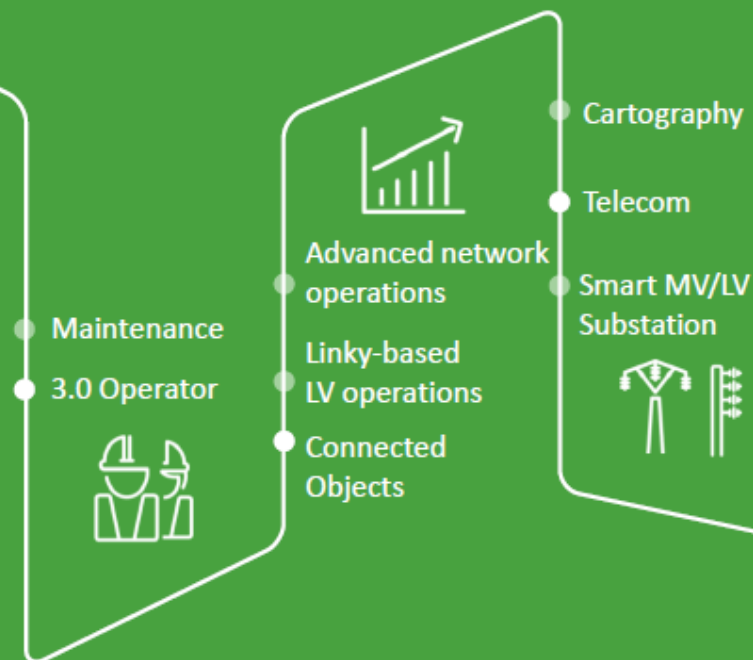 Maintenance
3.0 Operator
Advanced network
operations
Linky-based
LV operations
Connected
Objects
Cartography
Telecom
Smart MV/LV
Substation